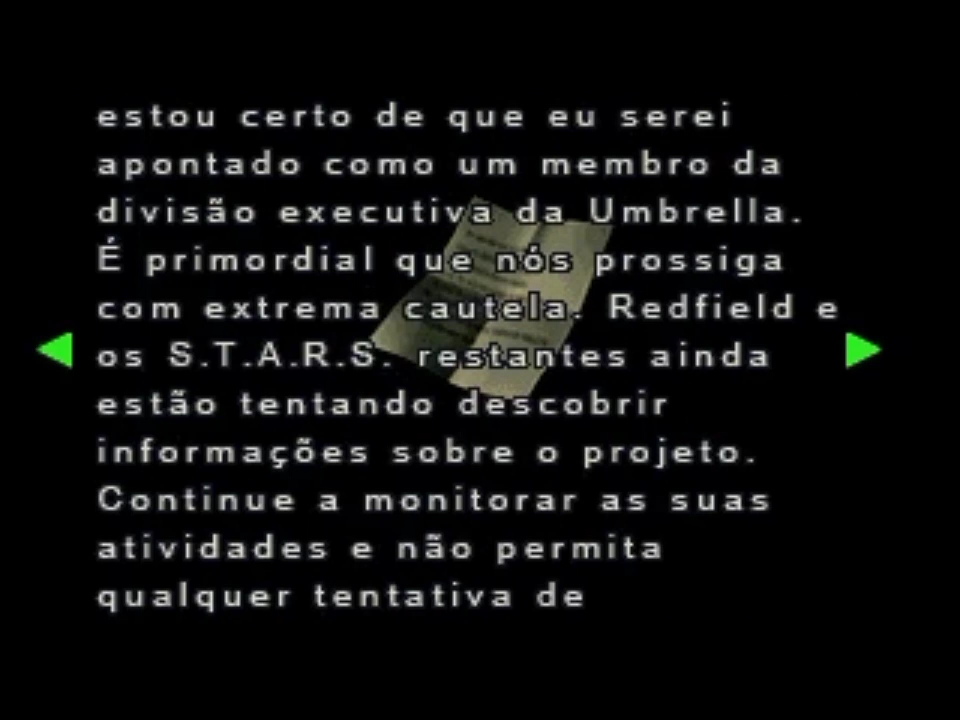 estou certo de que eu serei
apontado como um membro da
divisão executiva da Umbrella.
É primordial que nós prossiga
com extrema cautela. Redfield e
os S.T.A.R.S. restantes ainda
estão tentando descobrir
informações sobre o projeto.
Continue a monitorar as suas
atividades e não permita
qualquer tentativa de